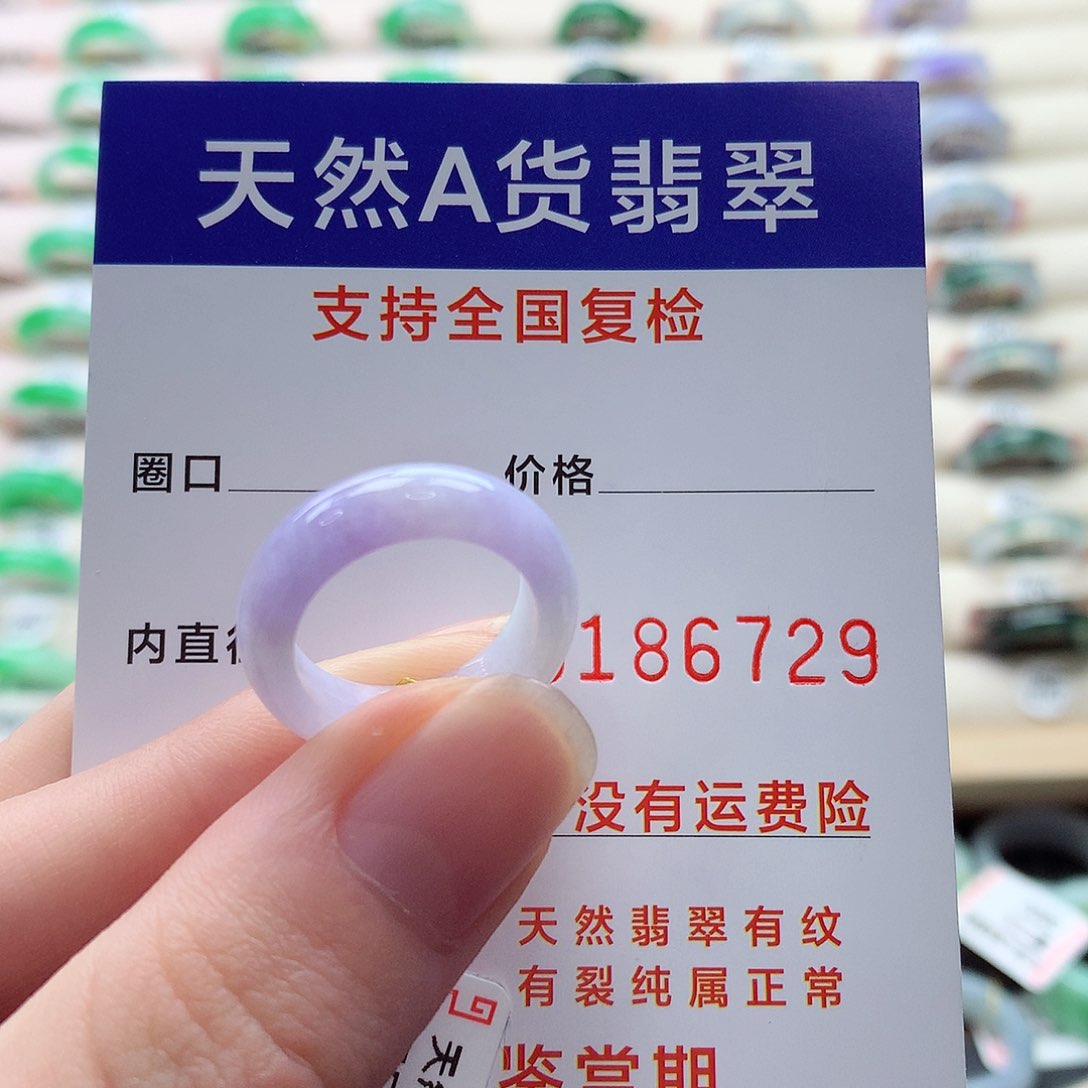 天然A货翡翠
支持全国复检
圈口 价格
内直 186729
没有运费险
天然翡翠有纹
有裂纯属正常
鉴赏期
天